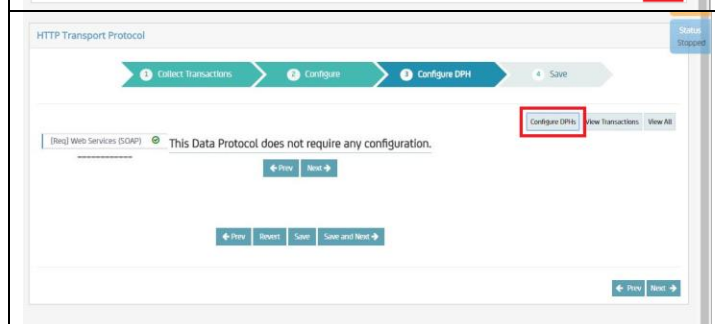 HTTP Transport Protocol
Status
Stopped
1 Collect Transactions
2 Configure
3 Configure DPH
4 Save
Configure DPHs View Transactions View All
[Req] Web Services (SOAP) This Data Protocol does not require any configuration.
------------
← Prev Next →
← Prev Revert Save Save and Next →
← Prev Next →